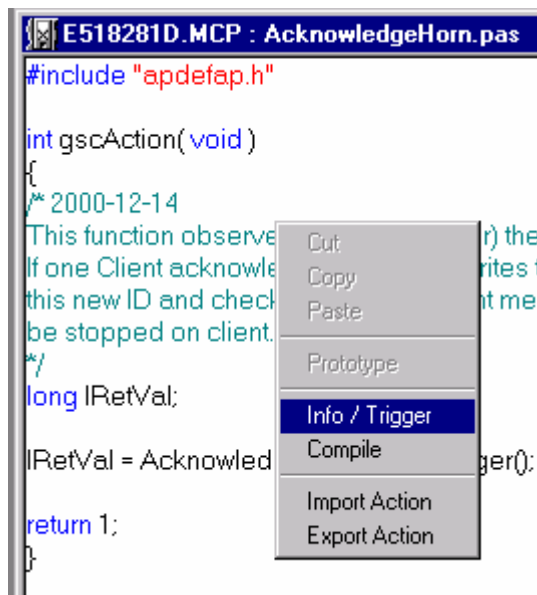 E518281D.MCP : AcknowledgeHorn.pas
#include "apdefap.h"
int gscAction( void )
{
/* 2000-12-14
This function observe r) the
If one Client acknowle rites t
this new ID and check nt me
be stopped on client.
*/
long lRetVal;
lRetVal = Acknowled ger();
return 1;
}
Cut
Copy
Paste
Prototype
Info / Trigger
Compile
Import Action
Export Action